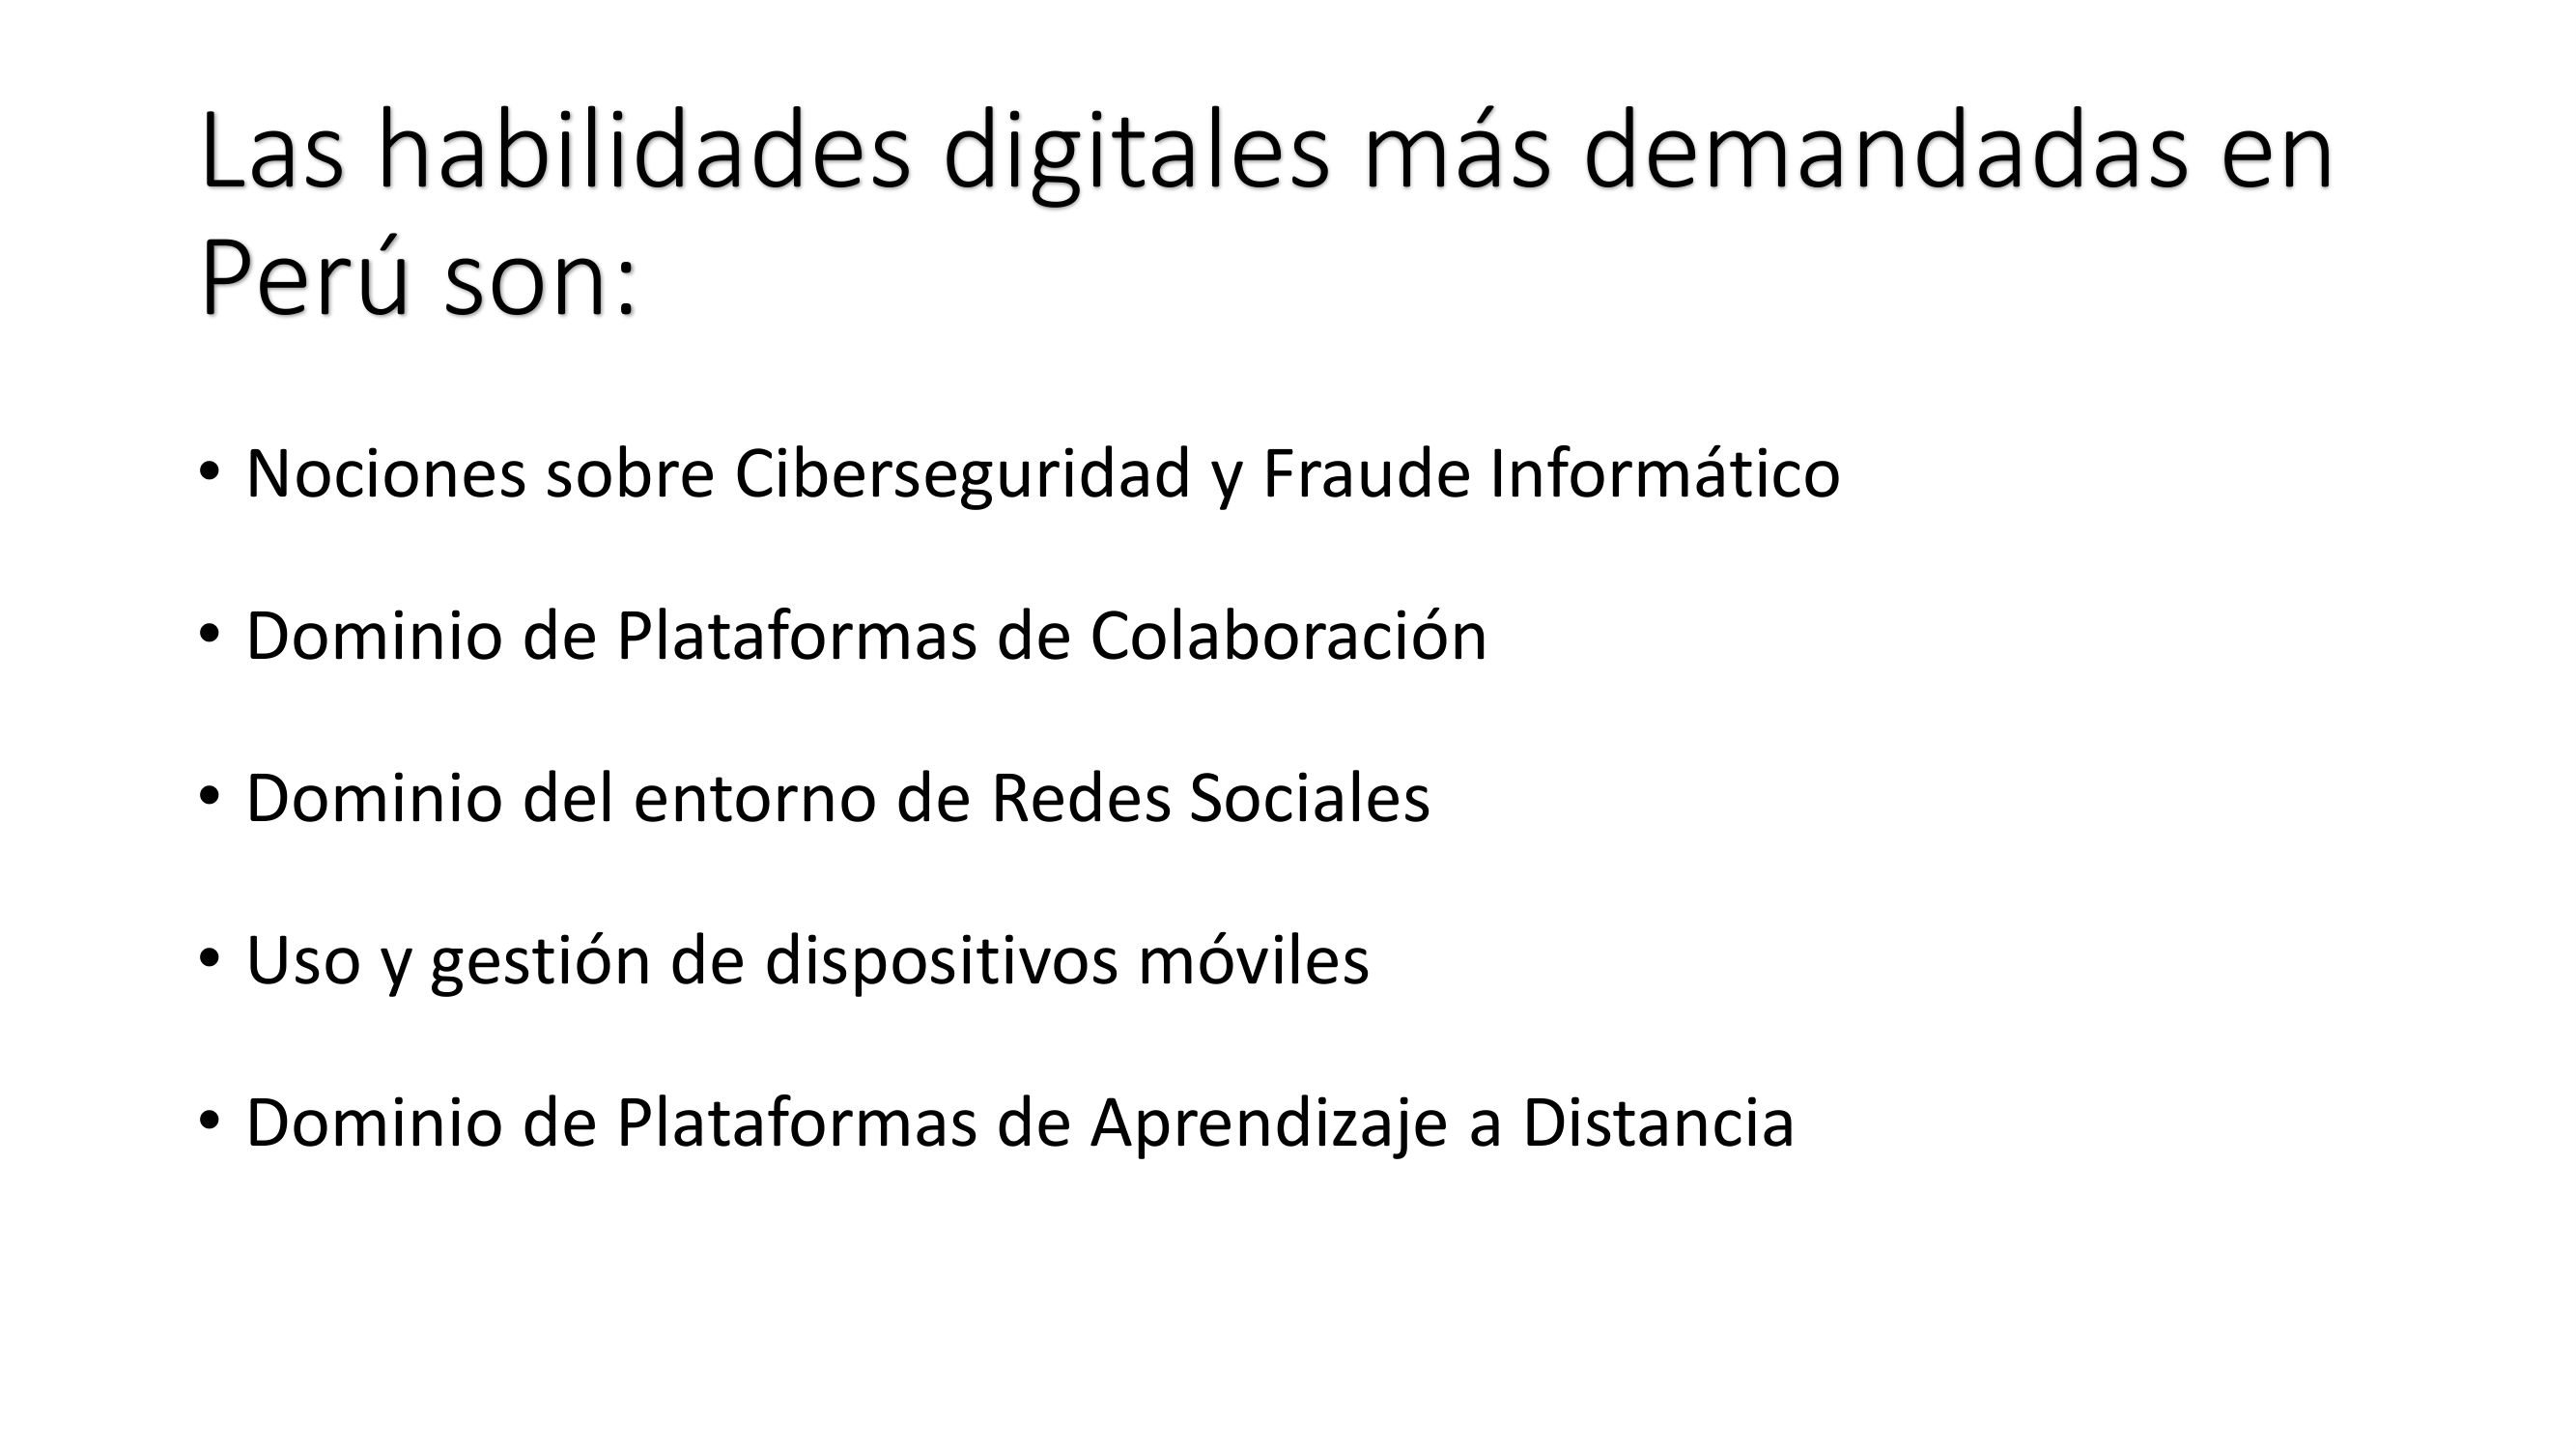 Las habilidades digitales más demandadas en
Perú son:
• Nociones sobre Ciberseguridad y Fraude Informático
• Dominio de Plataformas de Colaboración
• Dominio del entorno de Redes Sociales
• Uso y gestión de dispositivos móviles
• Dominio de Plataformas de Aprendizaje a Distancia